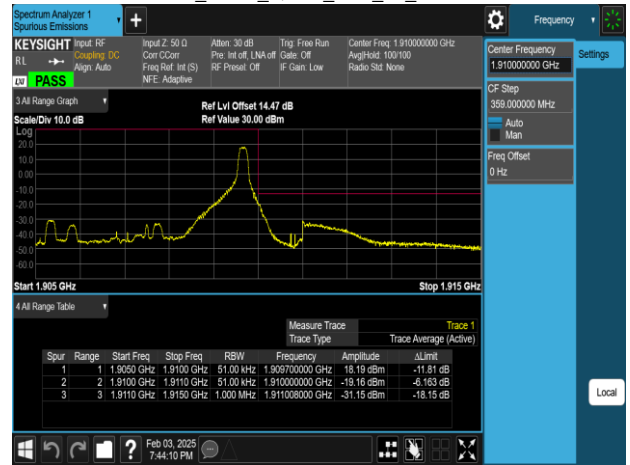 Spectrum Analyzer 1
Spurious Emissions
Frequency
KEYSIGHT
RL
LXI
PASS
Input: RF
Coupling: DC
Align: Auto
Input Z: 50 Ω
Corr CCorr
Freq Ref: Int (S)
NFE: Adaptive
Atten: 30 dB
Pre: Int off, LNA off
RF Presel: Off
Trig: Free Run
Gate: Off
IF Gain: Low
Center Freq: 1.910000000 GHz
Avg|Hold: 100/100
Radio Std: None
Center Frequency
1.910000000 GHz
Settings
CF Step
359.000000 MHz
Auto
Man
Freq Offset
0 Hz
3 All Range Graph
Scale/Div 10.0 dB
Ref Lvl Offset 14.47 dB
Ref Value 30.00 dBm
Log
20.0
10.0
0.00
-10.0
-20.0
-30.0
-40.0
-50.0
-60.0
Start 1.905 GHz
Stop 1.915 GHz
4 All Range Table
Measure Trace Trace 1
Trace Type Trace Average (Active)
Spur Range Start Freq Stop Freq RBW Frequency Amplitude ΔLimit
1 1 1.9050 GHz 1.9100 GHz 51.00 kHz 1.909700000 GHz 18.19 dBm -11.81 dB
2 2 1.9100 GHz 1.9110 GHz 51.00 kHz 1.910000000 GHz -19.16 dBm -6.163 dB
3 3 1.9110 GHz 1.9150 GHz 1.000 MHz 1.911008000 GHz -31.15 dBm -18.15 dB
Local
Feb 03, 2025
7:44:10 PM